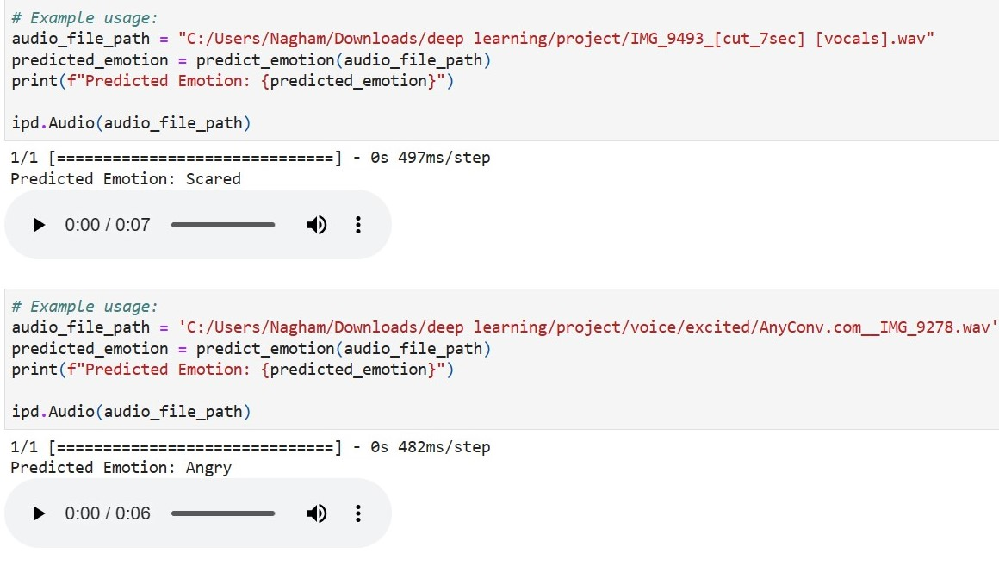 # Example usage:
audio_file_path = "C:/Users/Nagham/Downloads/deep learning/project/IMG_9493_[cut_7sec] [vocals].wav"
predicted_emotion = predict_emotion(audio_file_path)
print(f"Predicted Emotion: {predicted_emotion}")
ipd.Audio(audio_file_path)
1/1 [==============================] - 0s 497ms/step
Predicted Emotion: Scared
0:00 / 0:07
# Example usage:
audio_file_path = 'C:/Users/Nagham/Downloads/deep learning/project/voice/excited/AnyConv.com__IMG_9278.wav'
predicted_emotion = predict_emotion(audio_file_path)
print(f"Predicted Emotion: {predicted_emotion}")
ipd.Audio(audio_file_path)
1/1 [==============================] - 0s 482ms/step
Predicted Emotion: Angry
0:00 / 0:06